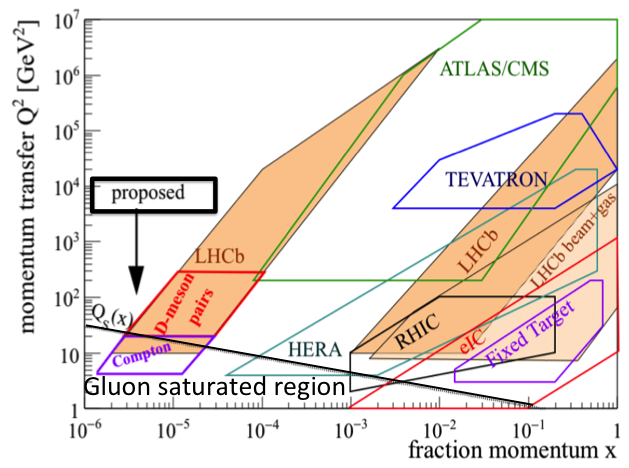 momentum transfer Q² [GeV²]
10⁷
10⁶
10⁵
10⁴
10³
10²
10
1
ATLAS/CMS
TEVATRON
proposed
LHCb
LHCb
LHCb beam+gas
D-meson
pairs
Qs(x)
Compton
HERA
RHIC
eIC
Fixed Target
Gluon saturated region
10⁻⁶
10⁻⁵
10⁻⁴
10⁻³
10⁻²
10⁻¹
1
fraction momentum x